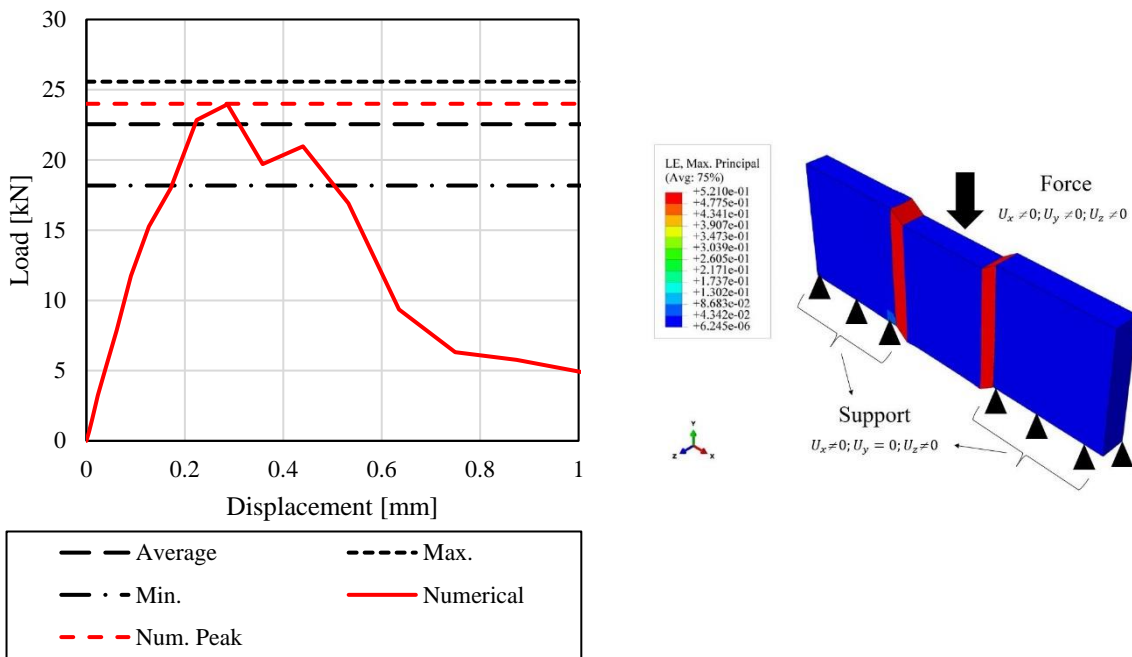 30
25
20
15
10
5
0
Load [kN]
0 0.2 0.4 0.6 0.8 1
Displacement [mm]
Average Max.
Min. Numerical
Num. Peak
LE, Max. Principal
(Avg: 75%)
+5.210e-01
+4.775e-01
+4.341e-01
+3.907e-01
+3.473e-01
+3.039e-01
+2.605e-01
+2.171e-01
+1.737e-01
+1.302e-01
+8.683e-02
+4.342e-02
+6.245e-06
Force
Uₓ ≠0; Uᵧ ≠0; U_z ≠0
Support
Uₓ≠0; Uᵧ = 0; U_z≠0
Y
Z X